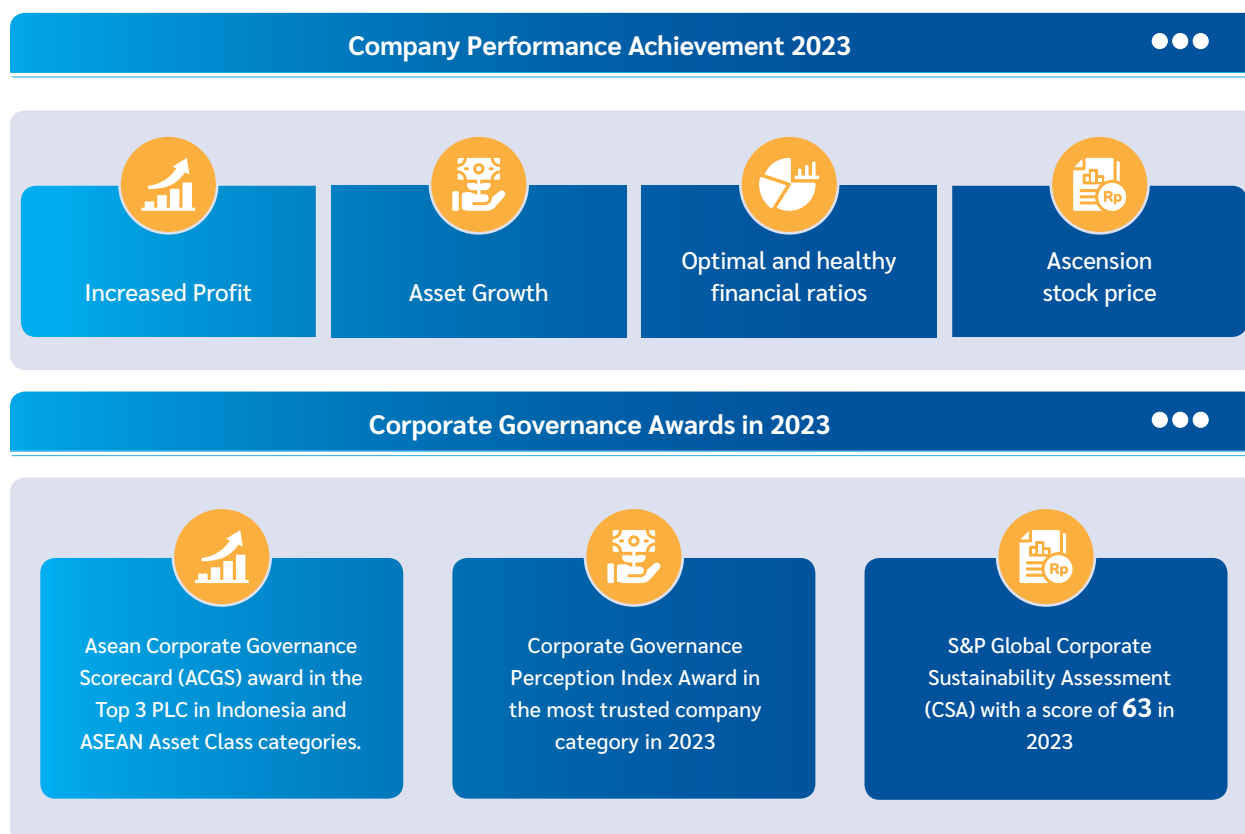 Company Performance Achievement 2023
Increased Profit
Asset Growth
Optimal and healthy
financial ratios
Rp
Ascension
stock price
Corporate Governance Awards in 2023
Asean Corporate Governance
Scorecard (ACGS) award in the
Top 3 PLC in Indonesia and
ASEAN Asset Class categories.
Corporate Governance
Perception Index Award in
the most trusted company
category in 2023
Rp
S&P Global Corporate
Sustainability Assessment
(CSA) with a score of 63 in
2023